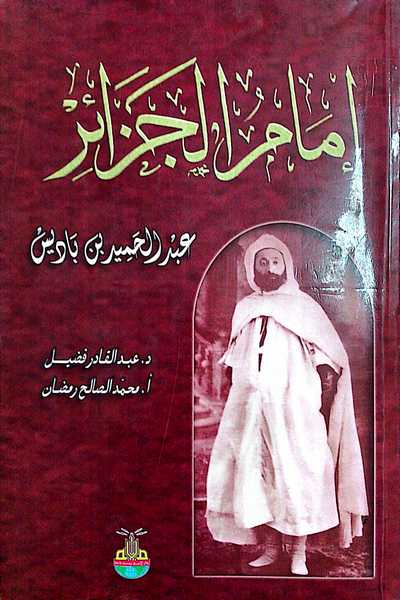 إمام الجزائر
عبد الحميد بن باديس
د. عبد القادر فضيل
أ. محمد الصالح رمضان